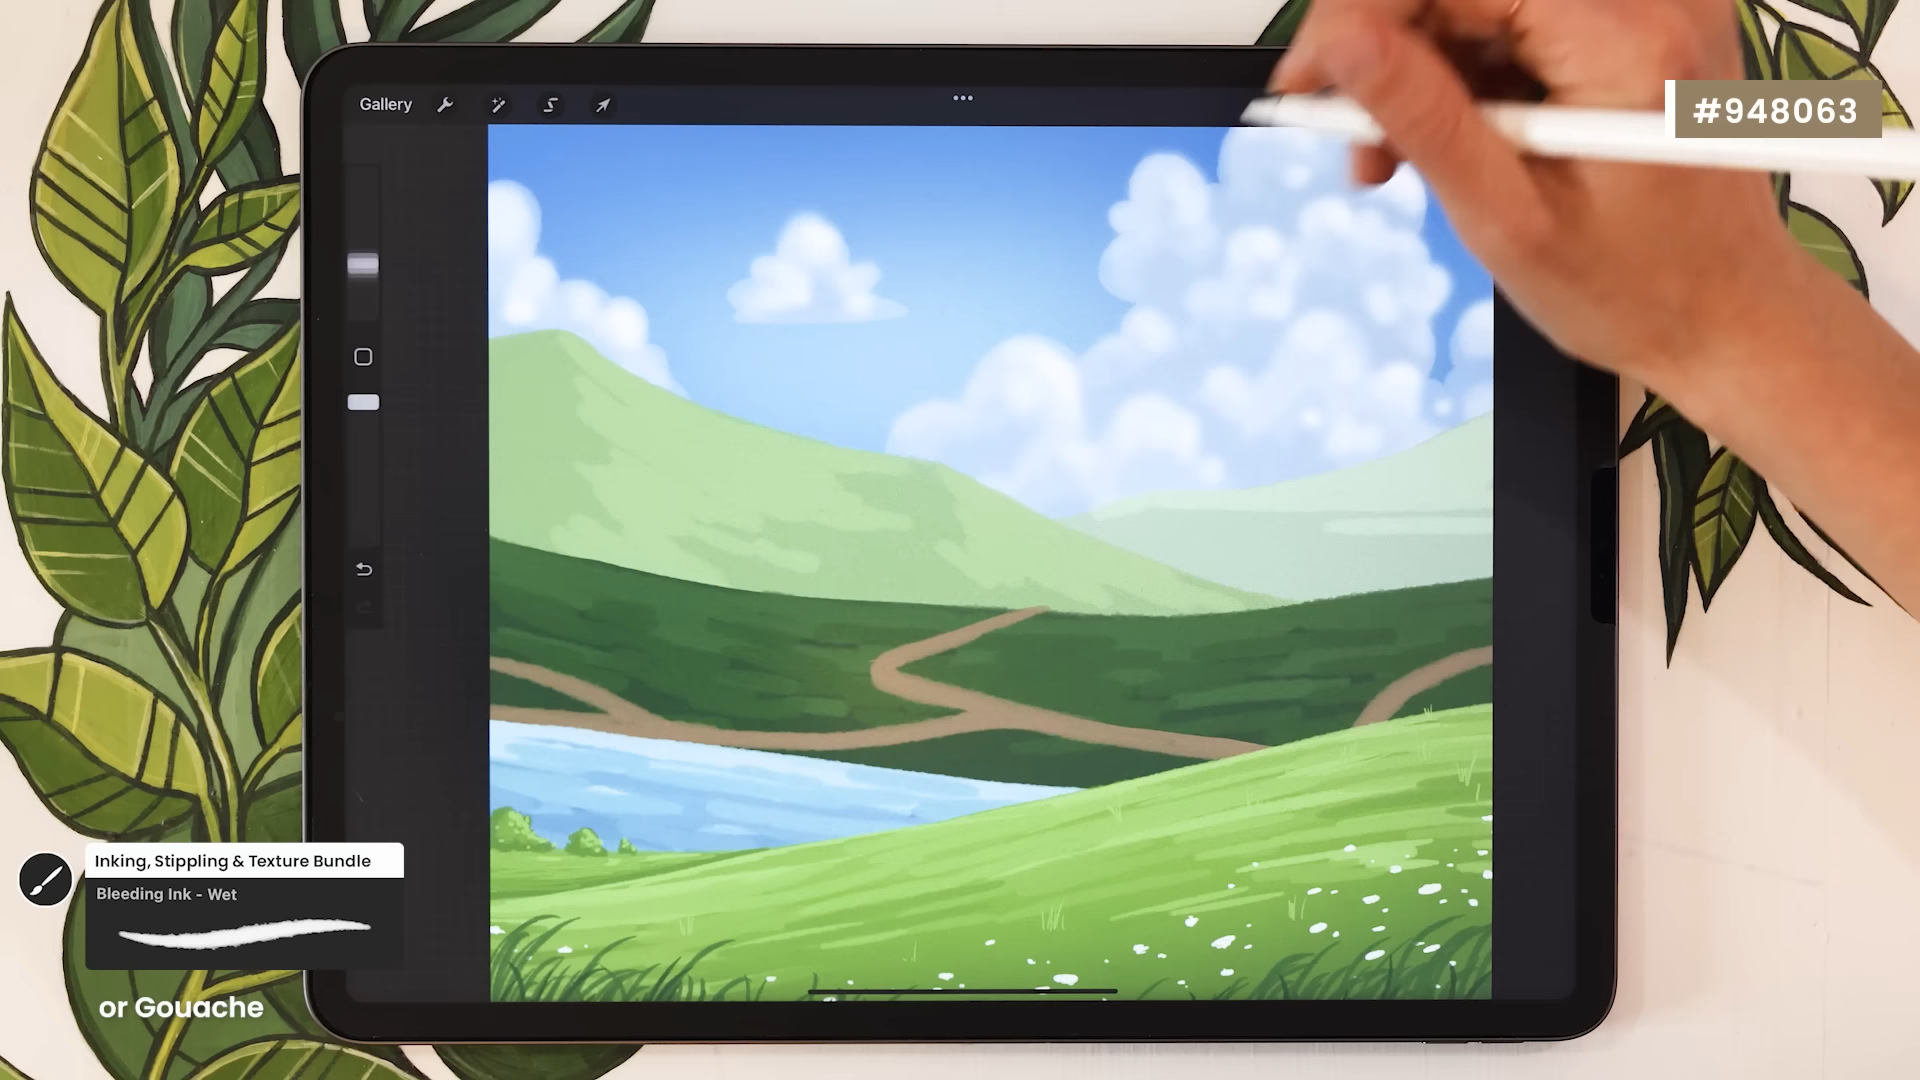 Gallery
#948063
Inking, Stippling & Texture Bundle
Bleeding Ink - Wet
or Gouache